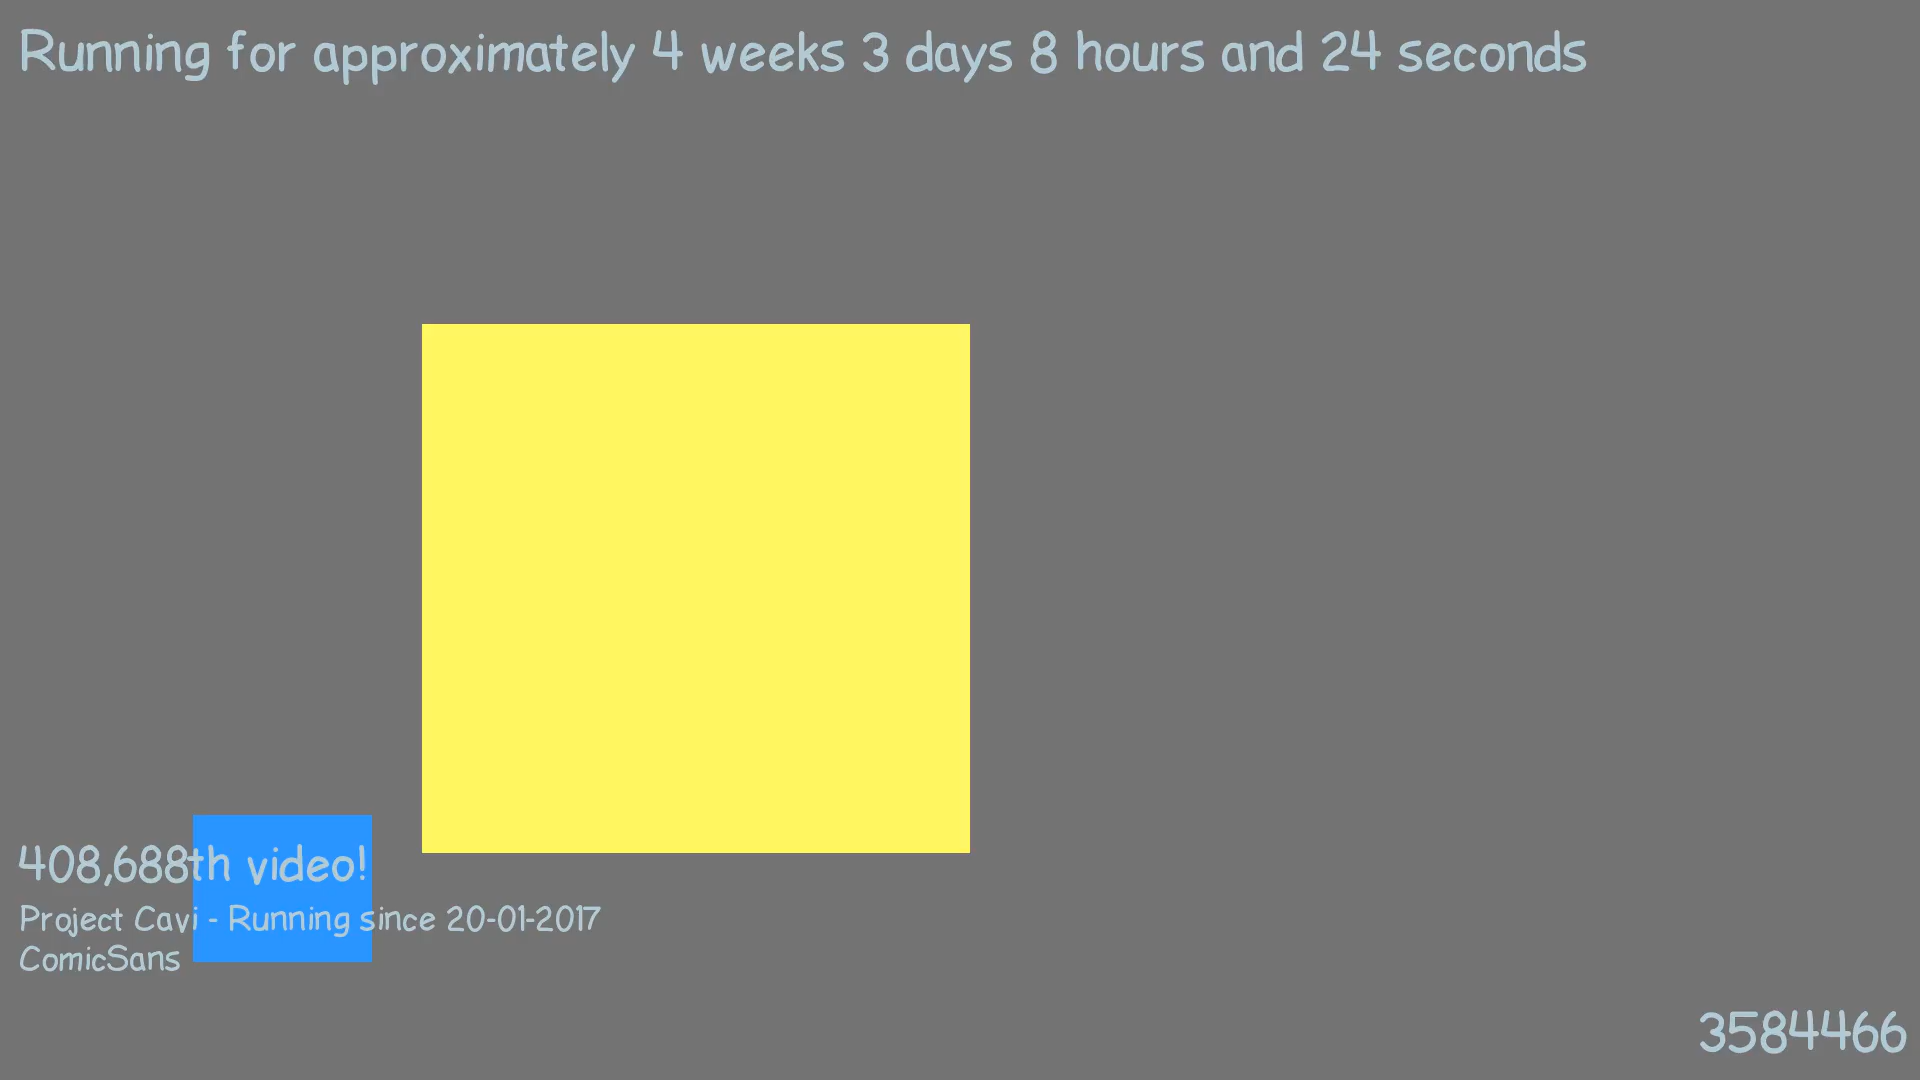 Running for approximately 4 weeks 3 days 8 hours and 24 seconds
408,688th video!
Project Cavi - Running since 20-01-2017
ComicSans
3584466